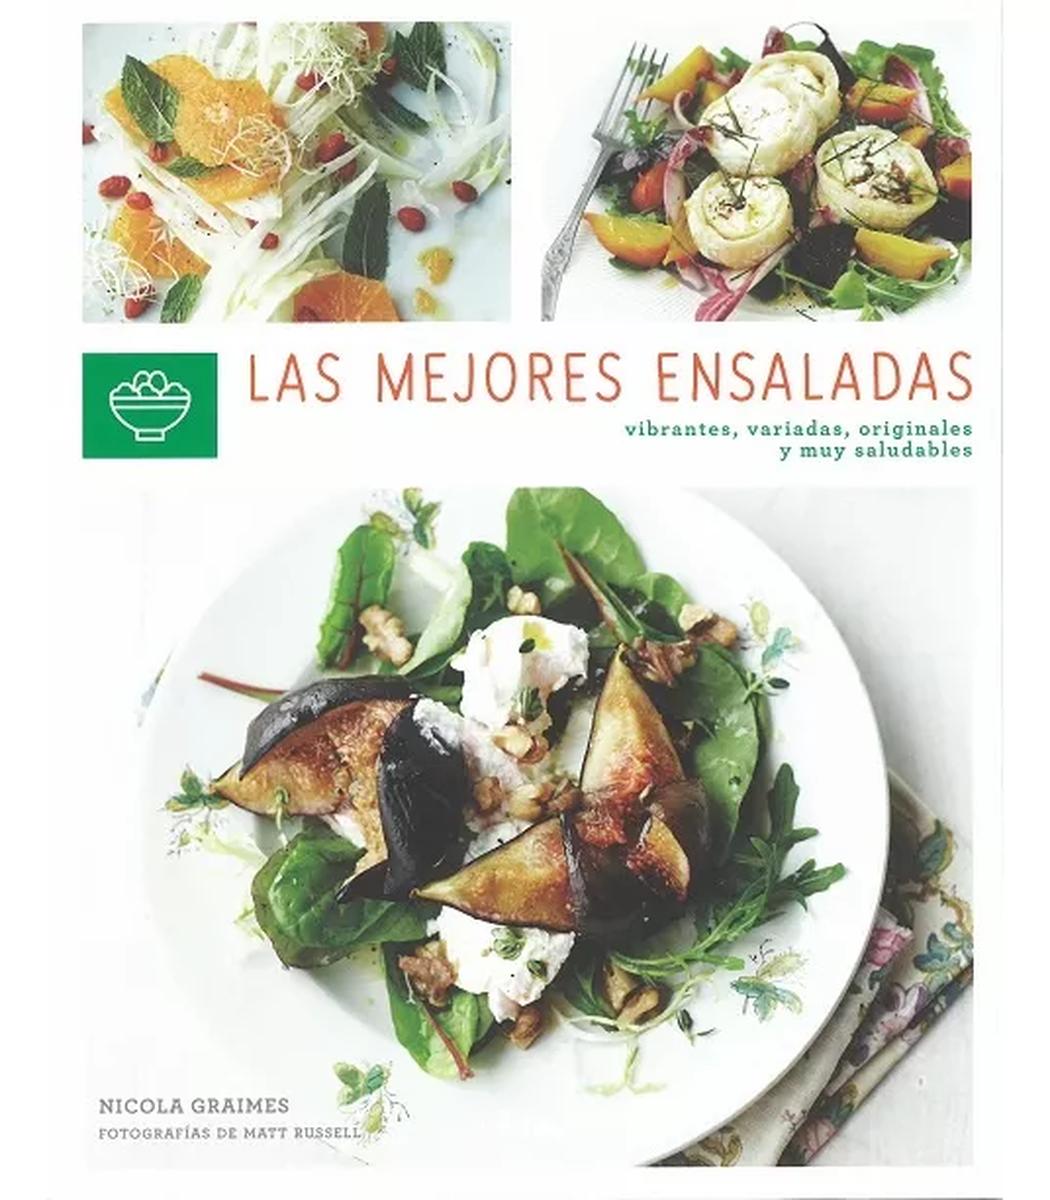 LAS MEJORES ENSALADAS
vibrantes, variadas, originales
y muy saludables
NICOLA GRAIMES
FOTOGRAFÍAS DE MATT RUSSELL